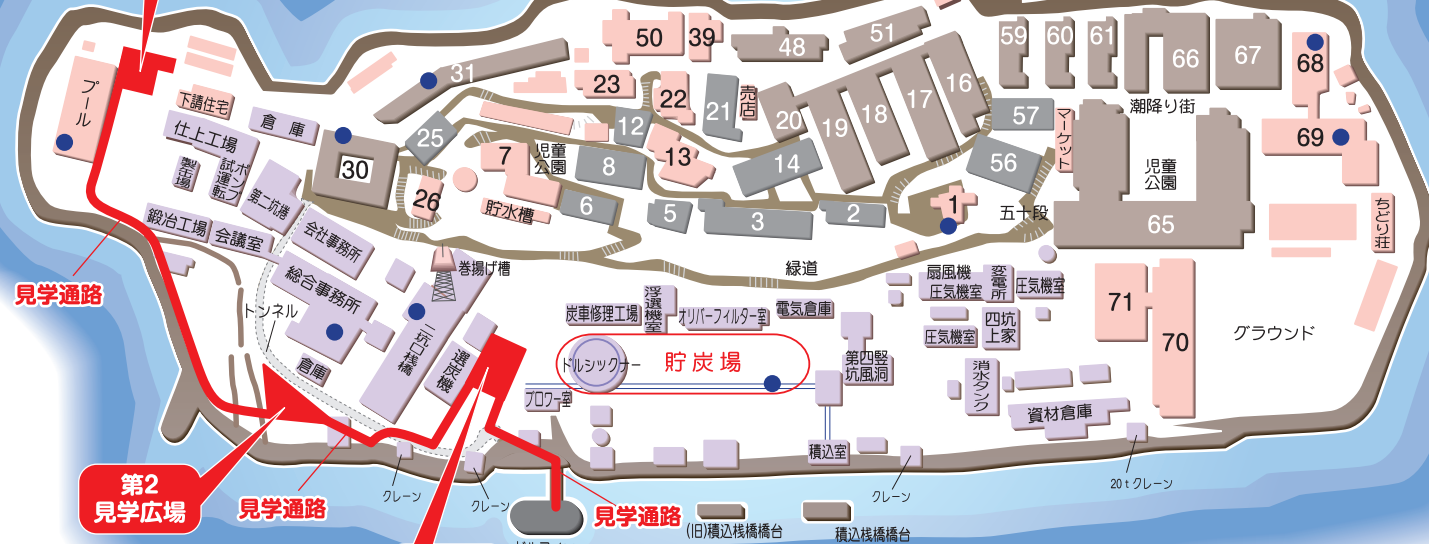 50
39
48
51
59
60
61
66
67
68
31
23
22
21
売店
20
19
18
17
16
57
マーケット
潮降り街
69
プール
下請住宅
仕上工場
倉庫
製缶場
ポンプ
試運転
第二坑捲
30
25
26
12
7
児童
公園
8
13
14
56
児童
公園
貯水槽
6
5
3
2
1
五十段
65
ちどり荘
鍛冶工場
会議室
会社事務所
総合事務所
巻揚げ櫓
緑道
扇風機
圧気機室
変電所
圧気機室
見学通路
トンネル
二坑口桟橋
倉庫
選炭機
炭車修理工場
浮選機室
オリバーフィルター室
電気倉庫
圧気機室
四坑
上家
71
70
グラウンド
ドルシックナー
貯炭場
第四竪
坑風洞
消水タンク
資材倉庫
ブロワー室
積込室
第2
見学広場
見学通路
クレーン
クレーン
見学通路
(旧)積込桟橋橋台
積込桟橋橋台
クレーン
20tクレーン